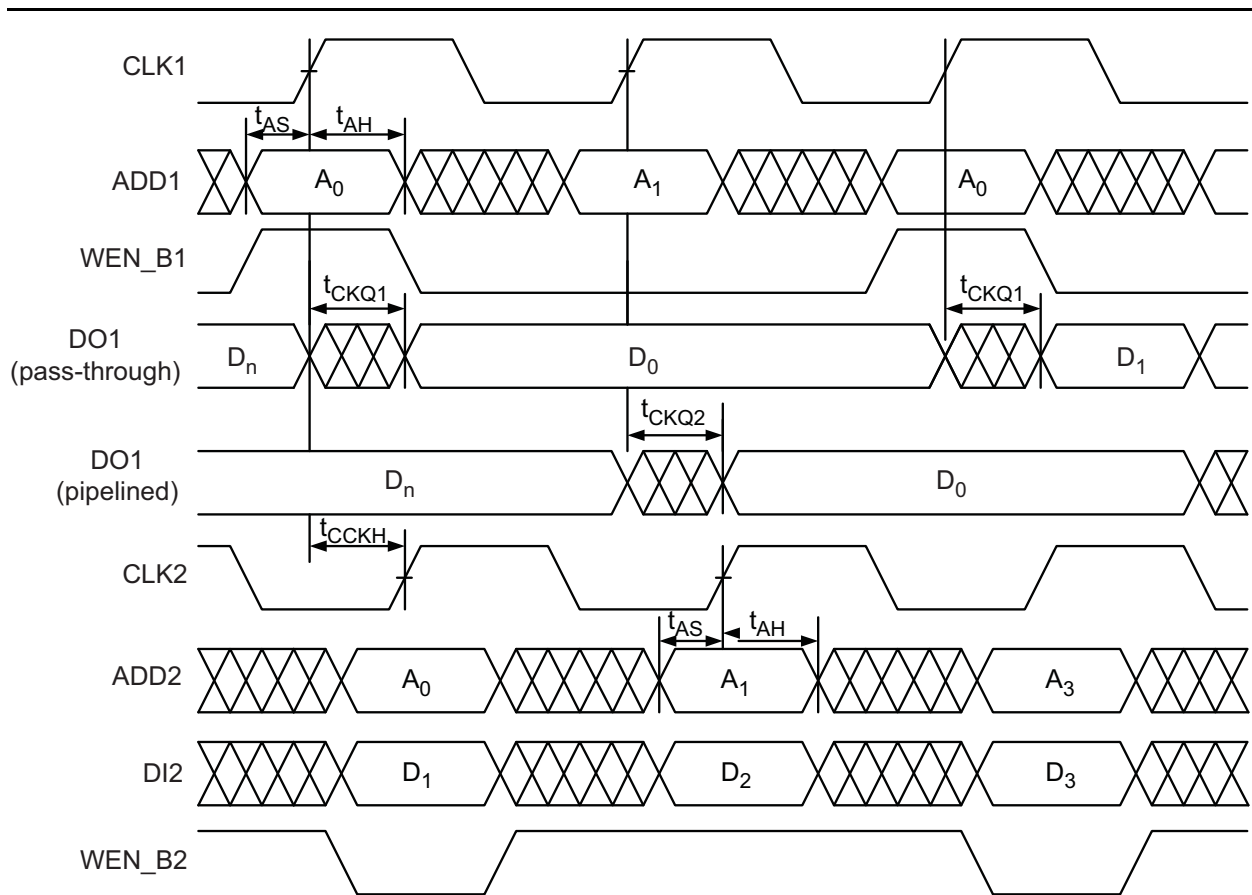 CLK1
t_AS t_AH
ADD1 A_0 A_1 A_0
WEN_B1
t_CKQ1 t_CKQ1
DO1
(pass-through)
D_n D_0 D_1
t_CKQ2
DO1
(pipelined)
D_n D_0
t_CCKH
CLK2
t_AS t_AH
ADD2 A_0 A_1 A_3
DI2 D_1 D_2 D_3
WEN_B2